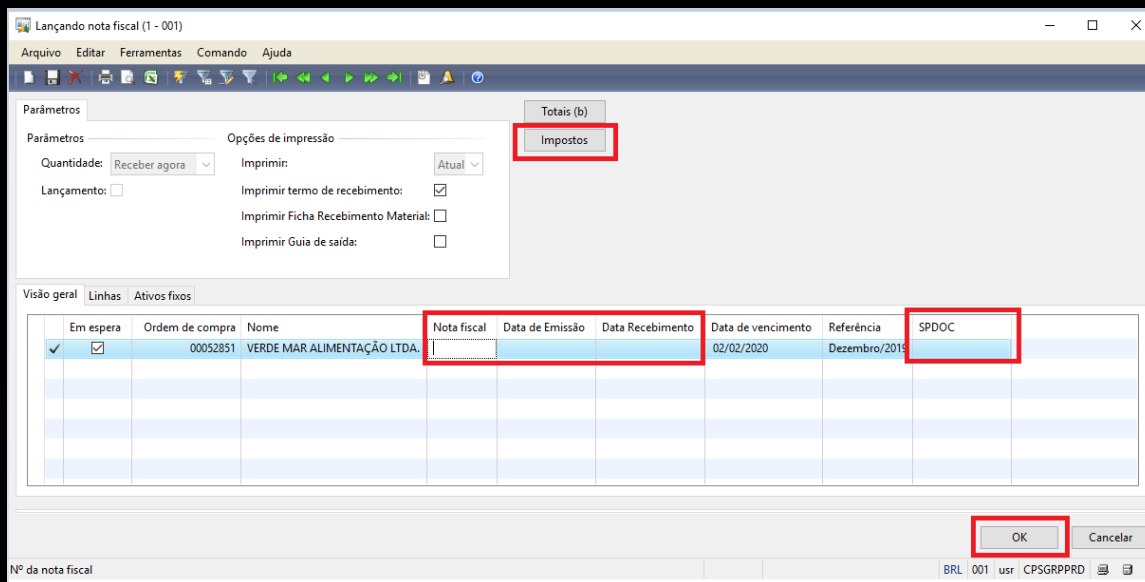 Lançando nota fiscal (1 - 001)
Arquivo Editar Ferramentas Comando Ajuda
Parâmetros
Totais (b)
Parâmetros
Opções de impressão
Impostos
Quantidade: Receber agora
Imprimir: Atual
Lançamento:
Imprimir termo de recebimento:
Imprimir Ficha Recebimento Material:
Imprimir Guia de saída:
Visão geral Linhas Ativos fixos
Em espera Ordem de compra Nome Nota fiscal Data de Emissão Data Recebimento Data de vencimento Referência SPDOC
00052851 VERDE MAR ALIMENTAÇÃO LTDA. 02/02/2020 Dezembro/2019
OK Cancelar
Nº da nota fiscal BRL 001 usr CPSGRPPRD